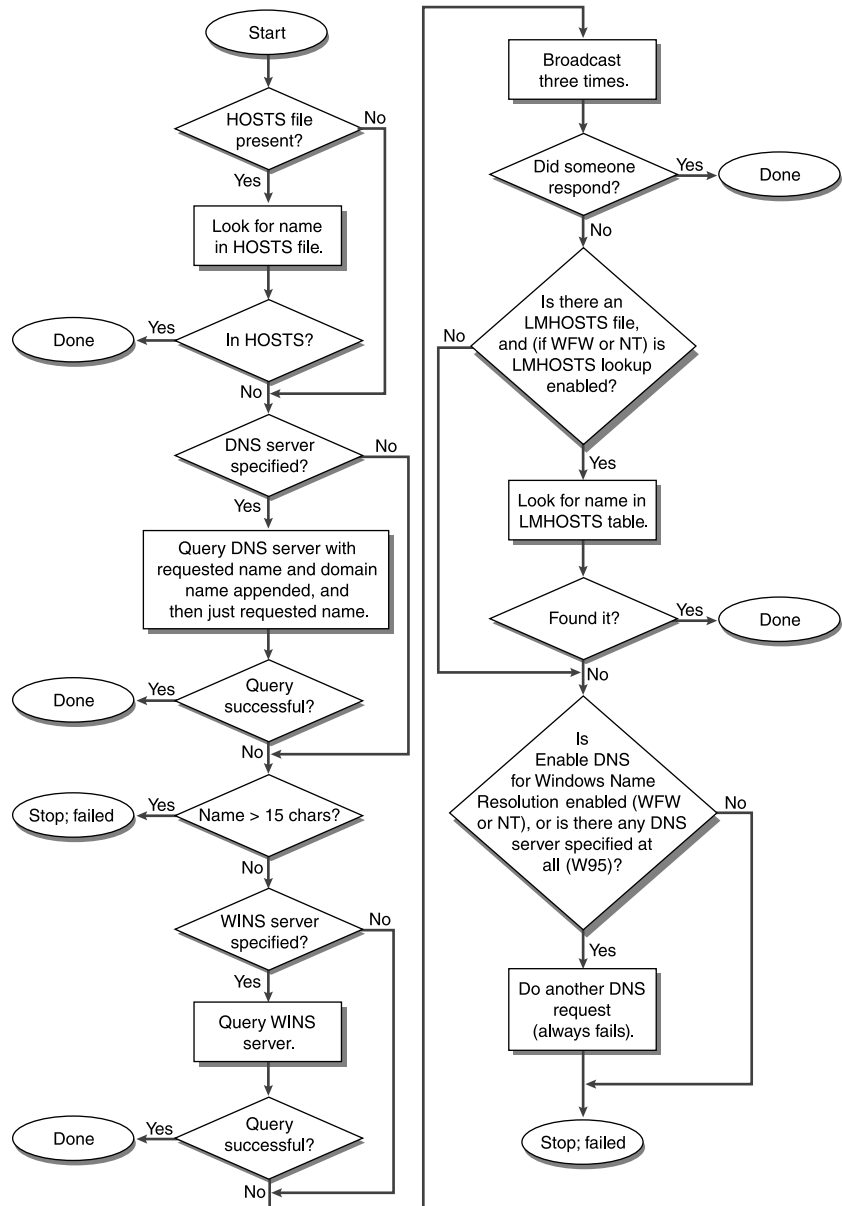 Start
HOSTS file
present?
No
Yes
Look for name
in HOSTS file.
In HOSTS?
Yes
Done
No
DNS server
specified?
No
Yes
Query DNS server with
requested name and domain
name appended, and
then just requested name.
Query
successful?
Yes
Done
No
Name > 15 chars?
Yes
Stop; failed
No
WINS server
specified?
No
Yes
Query WINS
server.
Query
successful?
Yes
Done
No
Broadcast
three times.
Did someone
respond?
Yes
Done
No
Is there an
LMHOSTS file,
and (if WFW or NT) is
LMHOSTS lookup
enabled?
No
Yes
Look for name in
LMHOSTS table.
Found it?
Yes
Done
No
Is
Enable DNS
for Windows Name
Resolution enabled (WFW
or NT), or is there any DNS
server specified at
all (W95)?
No
Yes
Do another DNS
request
(always fails).
Stop; failed